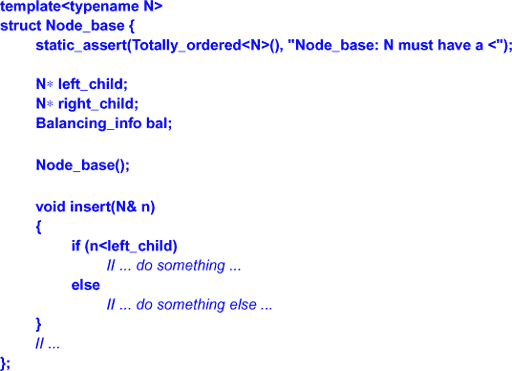 template<typename N>
struct Node_base {
static_assert(Totally_ordered<N>(), "Node_base: N must have a <");
N∗ left_child;
N∗ right_child;
Balancing_info bal;
Node_base();
void insert(N& n)
{
if (n<left_child)
// ... do something ...
else
// ... do something else ...
}
// ...
};